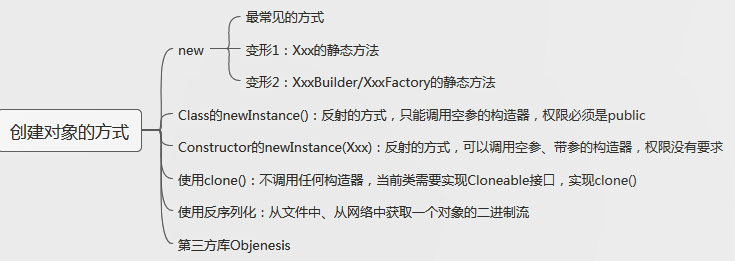 最常见的方式
new
变形1：Xxx的静态方法
变形2：XxxBuilder/XxxFactory的静态方法
创建对象的方式
Class的newInstance()：反射的方式，只能调用空参的构造器，权限必须是public
Constructor的newInstance(Xxx)：反射的方式，可以调用空参、带参的构造器，权限没有要求
使用clone()：不调用任何构造器，当前类需要实现Cloneable接口，实现clone()
使用反序列化：从文件中、从网络中获取一个对象的二进制流
第三方库Objenesis